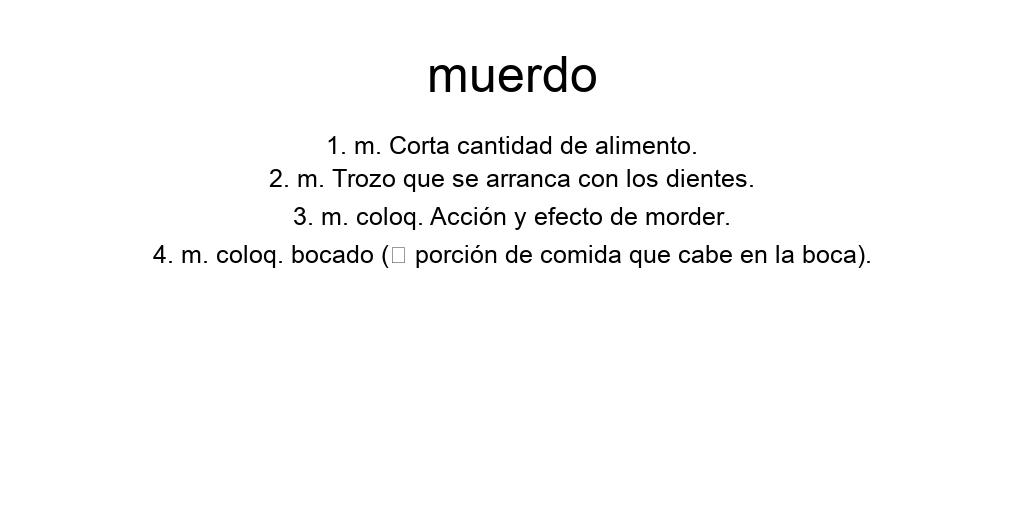 muerdo
1. m. Corta cantidad de alimento.
2. m. Trozo que se arranca con los dientes.
3. m. coloq. Acción y efecto de morder.
4. m. coloq. bocado (▯ porción de comida que cabe en la boca).